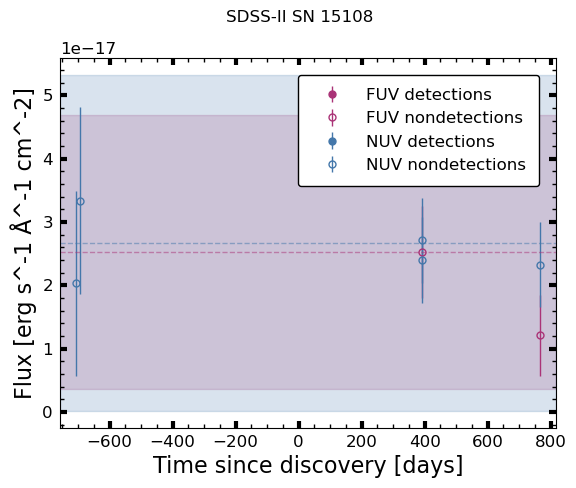 SDSS-II SN 15108
1e−17
FUV detections
FUV nondetections
NUV detections
NUV nondetections
Flux [erg s^-1 Å^-1 cm^-2]
5
4
3
2
1
0
−600 −400 −200 0 200 400 600 800
Time since discovery [days]